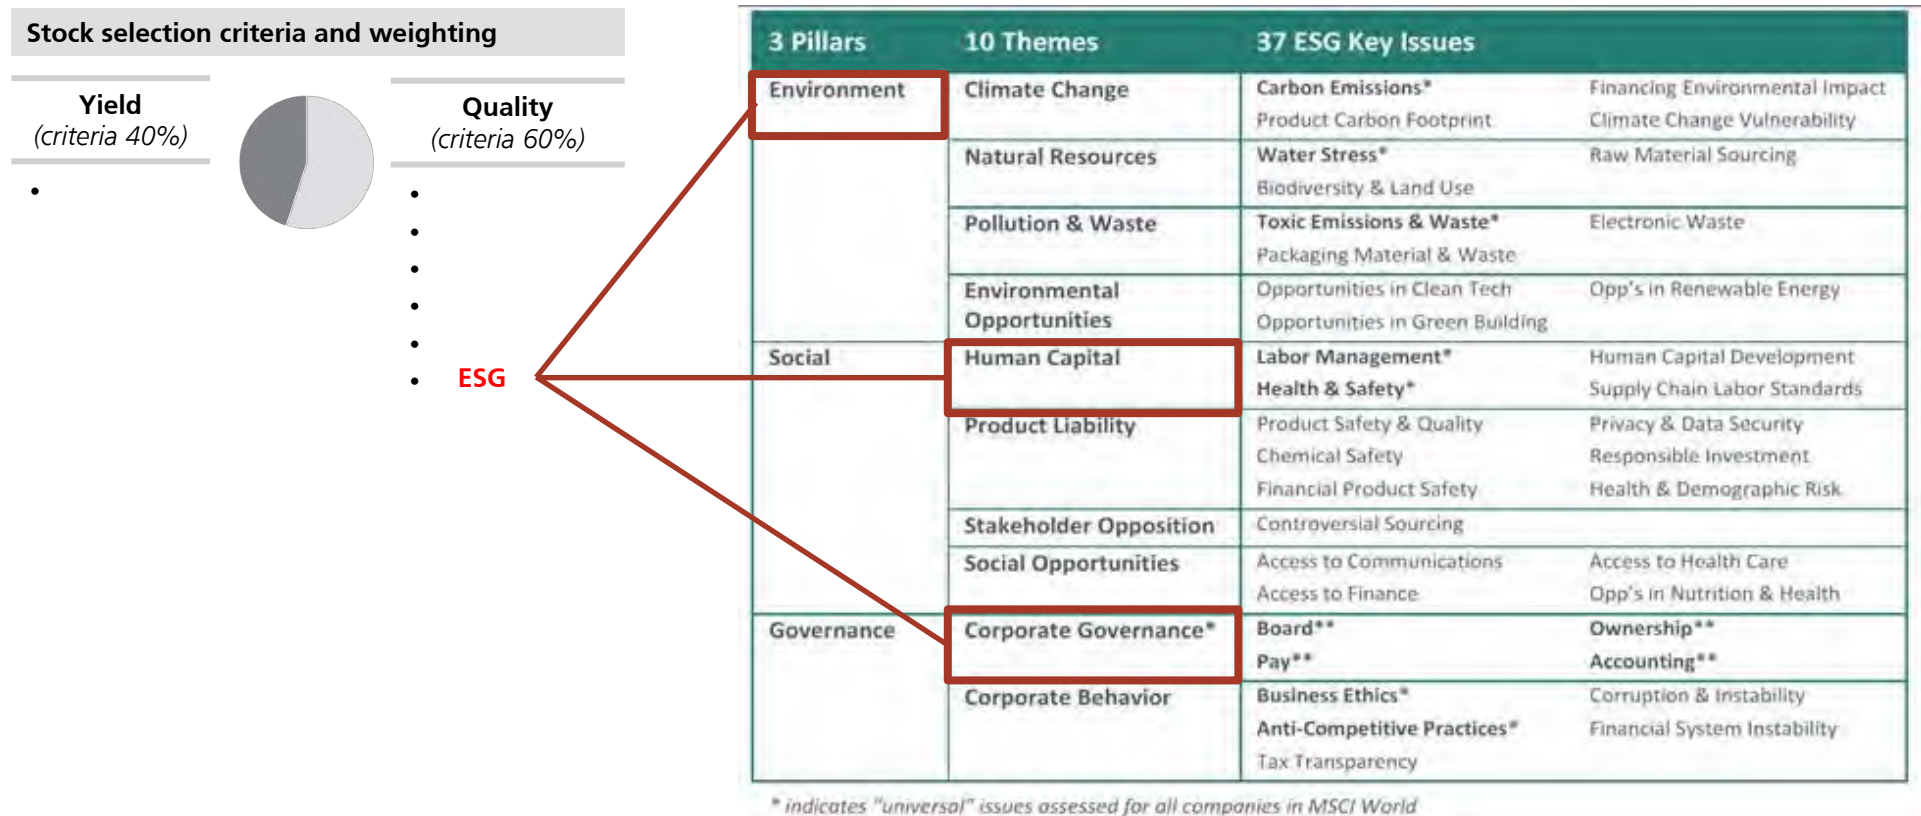 Stock selection criteria and weighting
Yield
(criteria 40%)
Quality
(criteria 60%)
•
•
•
•
•
•
• ESG
3 Pillars 10 Themes 37 ESG Key Issues
Environment Climate Change Carbon Emissions* Financing Environmental Impact
Product Carbon Footprint Climate Change Vulnerability
Natural Resources Water Stress* Raw Material Sourcing
Biodiversity & Land Use
Pollution & Waste Toxic Emissions & Waste* Electronic Waste
Packaging Material & Waste
Environmental Opportunities in Clean Tech Opp's in Renewable Energy
Opportunities Opportunities in Green Building
Social Human Capital Labor Management* Human Capital Development
Health & Safety* Supply Chain Labor Standards
Product Liability Product Safety & Quality Privacy & Data Security
Chemical Safety Responsible Investment
Financial Product Safety Health & Demographic Risk
Stakeholder Opposition Controversial Sourcing
Social Opportunities Access to Communications Access to Health Care
Access to Finance Opp's in Nutrition & Health
Governance Corporate Governance* Board** Ownership**
Pay** Accounting**
Corporate Behavior Business Ethics* Corruption & Instability
Anti-Competitive Practices* Financial System Instability
Tax Transparency
* indicates "universal" issues assessed for all companies in MSCI World